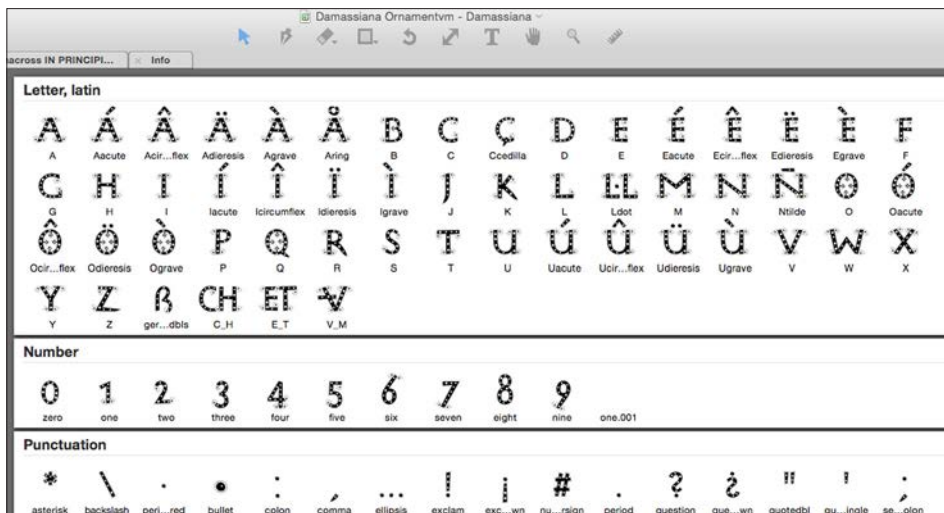 Damassiana Ornamentvm - Damassiana
across IN PRINCIPI... × Info
Letter, latin
A Á Â Ä À Å B C Ç D E É Ê Ë È F
A Aacute Acir...flex Adieresis Agrave Aring B C Ccedilla D E Eacute Ecir...flex Edieresis Egrave F
G H I Í Î Ï Ì J K L L·L M N Ñ O Ó
G H I Iacute Icircumflex Idieresis Igrave J K L Ldot M N Ntilde O Oacute
Ô Ö Ò P Q R S T U Ú Û Ü Ù V W X
Ocir...flex Odieresis Ograve P Q R S T U Uacute Ucir...flex Udieresis Ugrave V W X
Y Z ß CH ET VM
Y Z ger...dbls C_H E_T V_M
Number
0 1 2 3 4 5 6 7 8 9
zero one two three four five six seven eight nine one.001
Punctuation
* \ · • : , ... ! ¡ # . ? ¿ " ' ;
asterisk backslash peri...red bullet colon comma ellipsis exclam exc...wn nu...rsign period question que...wn quotedbl qu...ingle se...olon